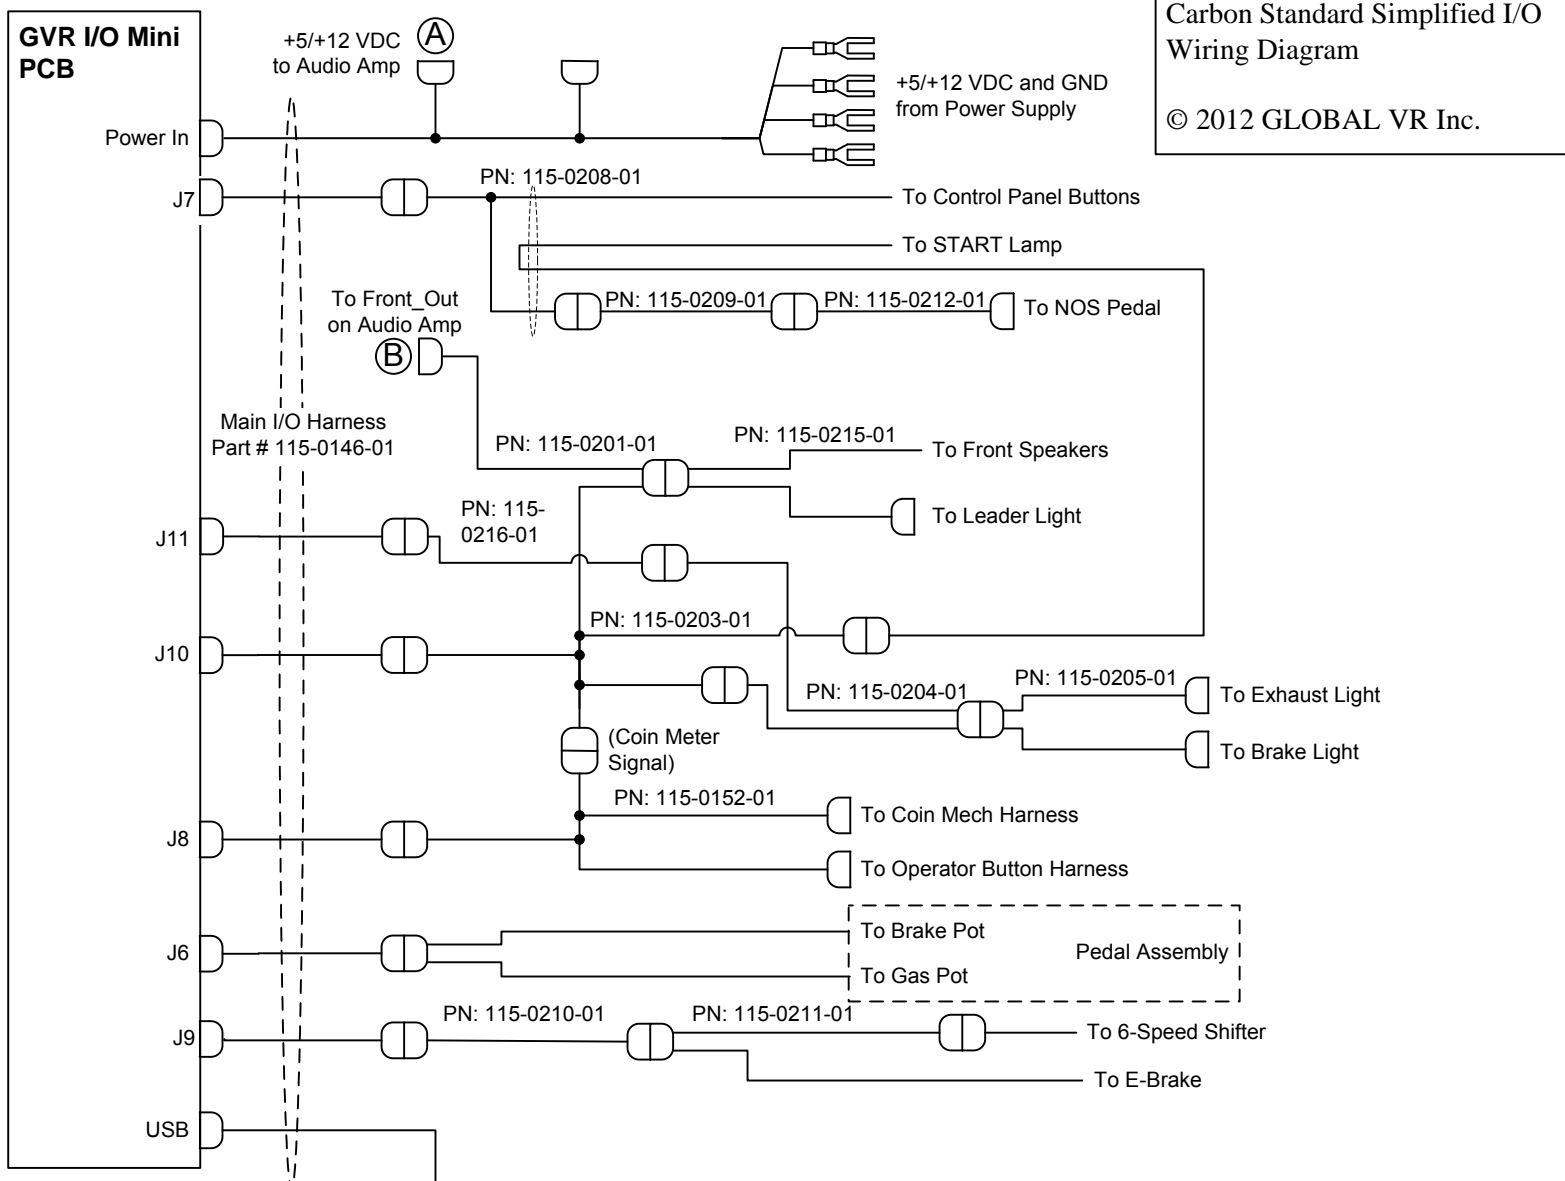 GVR I/O Mini
PCB
+5/+12 VDC
to Audio Amp
A
+5/+12 VDC and GND
from Power Supply
Carbon Standard Simplified I/O
Wiring Diagram
© 2012 GLOBAL VR Inc.
Power In
J7
PN: 115-0208-01
To Control Panel Buttons
To START Lamp
To Front_Out
on Audio Amp
B
PN: 115-0209-01
PN: 115-0212-01
To NOS Pedal
Main I/O Harness
Part # 115-0146-01
PN: 115-0201-01
PN: 115-0215-01
To Front Speakers
PN: 115-
0216-01
To Leader Light
J11
PN: 115-0203-01
J10
PN: 115-0204-01
PN: 115-0205-01
To Exhaust Light
To Brake Light
(Coin Meter
Signal)
PN: 115-0152-01
To Coin Mech Harness
J8
To Operator Button Harness
J6
To Brake Pot
Pedal Assembly
To Gas Pot
J9
PN: 115-0210-01
PN: 115-0211-01
To 6-Speed Shifter
To E-Brake
USB